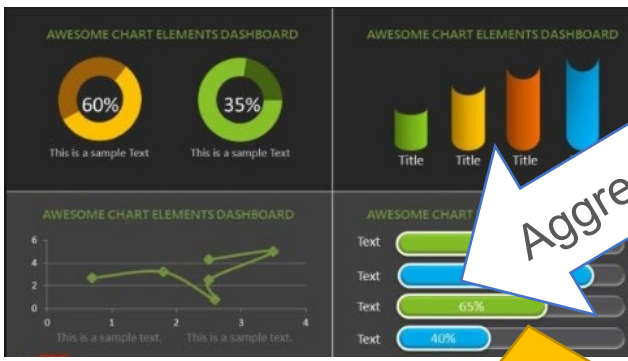 AWESOME CHART ELEMENTS DASHBOARD
60%
35%
This is a sample Text
This is a sample Text
AWESOME CHART ELEMENTS DASHBOARD
Title
Title
Title
AWESOME CHART ELEMENTS DASHBOARD
6
4
2
0
0
1
2
3
4
This is a sample text.
This is a sample text.
AWESOME CHART
Text
Text
Text
65%
Text
40%
Aggre